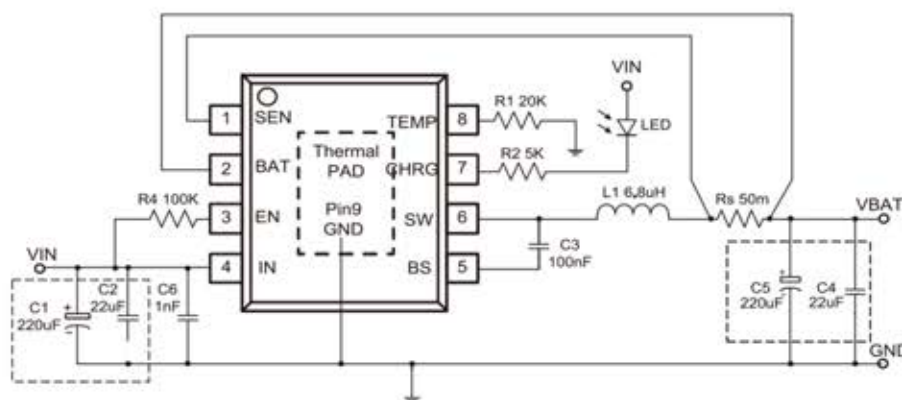 VIN
1
SEN
TEMP
8
R1 20K
LED
2
BAT
Thermal
PAD
CHRG
7
R2 5K
R4 100K
3
EN
Pin9
GND
SW
6
L1 6.8uH
Rs 50m
VBAT
VIN
4
IN
BS
5
C3
100nF
C1
220uF
C2
22uF
C6
1nF
C5
220uF
C4
22uF
GND